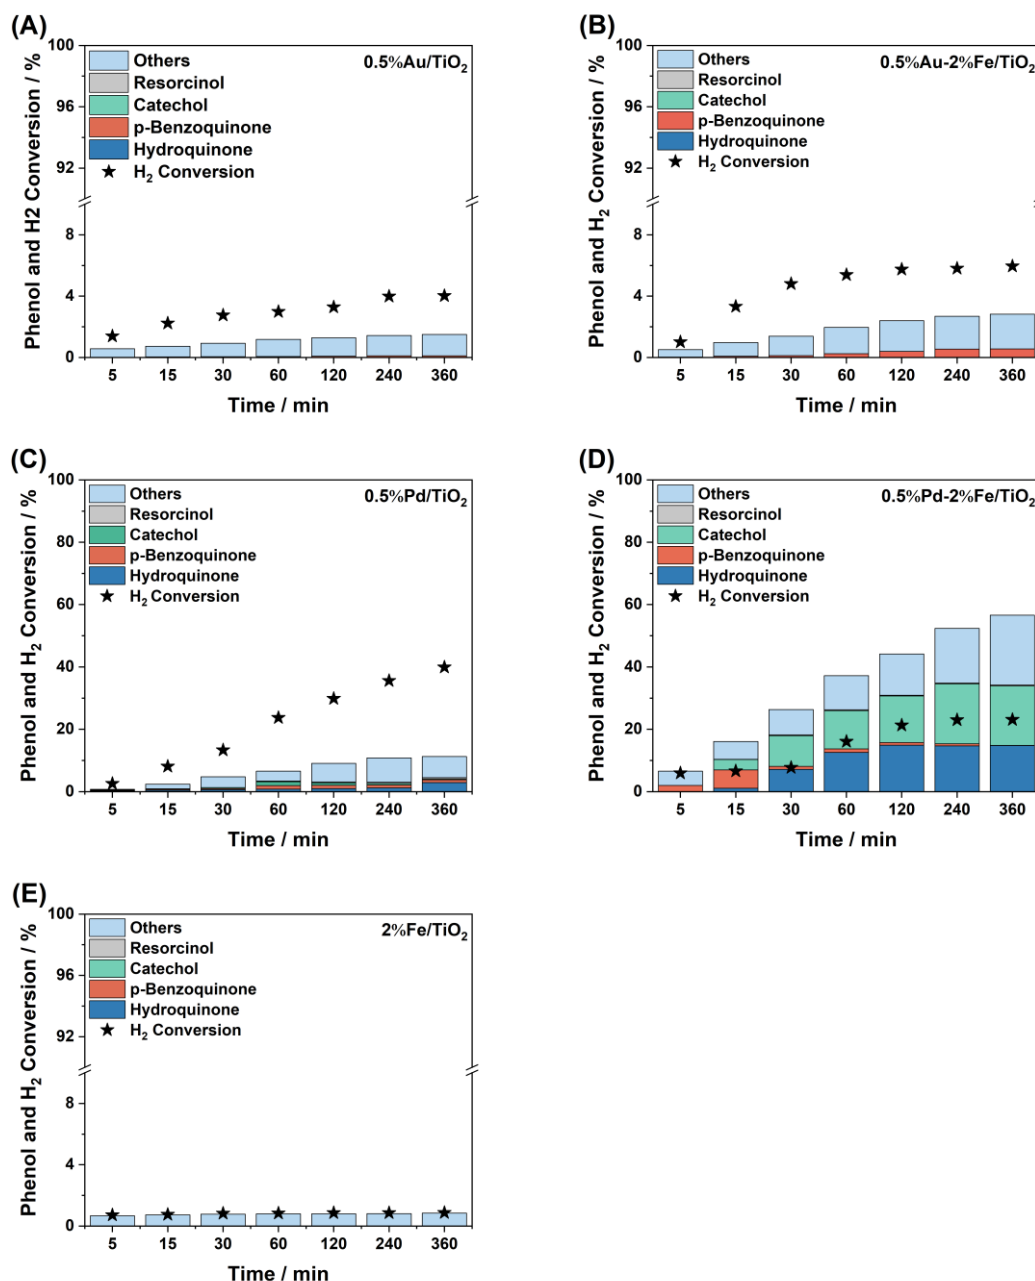 (A)
0.5%Au/TiO₂
Others
Resorcinol
Catechol
p-Benzoquinone
Hydroquinone
H₂ Conversion
Phenol and H2 Conversion / %
100
96
92
8
4
0
5 15 30 60 120 240 360
Time / min
(B)
0.5%Au-2%Fe/TiO₂
Others
Resorcinol
Catechol
p-Benzoquinone
Hydroquinone
H₂ Conversion
Phenol and H₂ Conversion / %
100
96
92
8
4
0
5 15 30 60 120 240 360
Time / min
(C)
0.5%Pd/TiO₂
Others
Resorcinol
Catechol
p-Benzoquinone
Hydroquinone
H₂ Conversion
Phenol and H₂ Conversion / %
100
80
60
40
20
0
5 15 30 60 120 240 360
Time / min
(D)
0.5%Pd-2%Fe/TiO₂
Others
Resorcinol
Catechol
p-Benzoquinone
Hydroquinone
H₂ Conversion
Phenol and H₂ Conversion / %
100
80
60
40
20
0
5 15 30 60 120 240 360
Time / min
(E)
2%Fe/TiO₂
Others
Resorcinol
Catechol
p-Benzoquinone
Hydroquinone
H₂ Conversion
Phenol and H₂ Conversion / %
100
96
92
8
4
0
5 15 30 60 120 240 360
Time / min